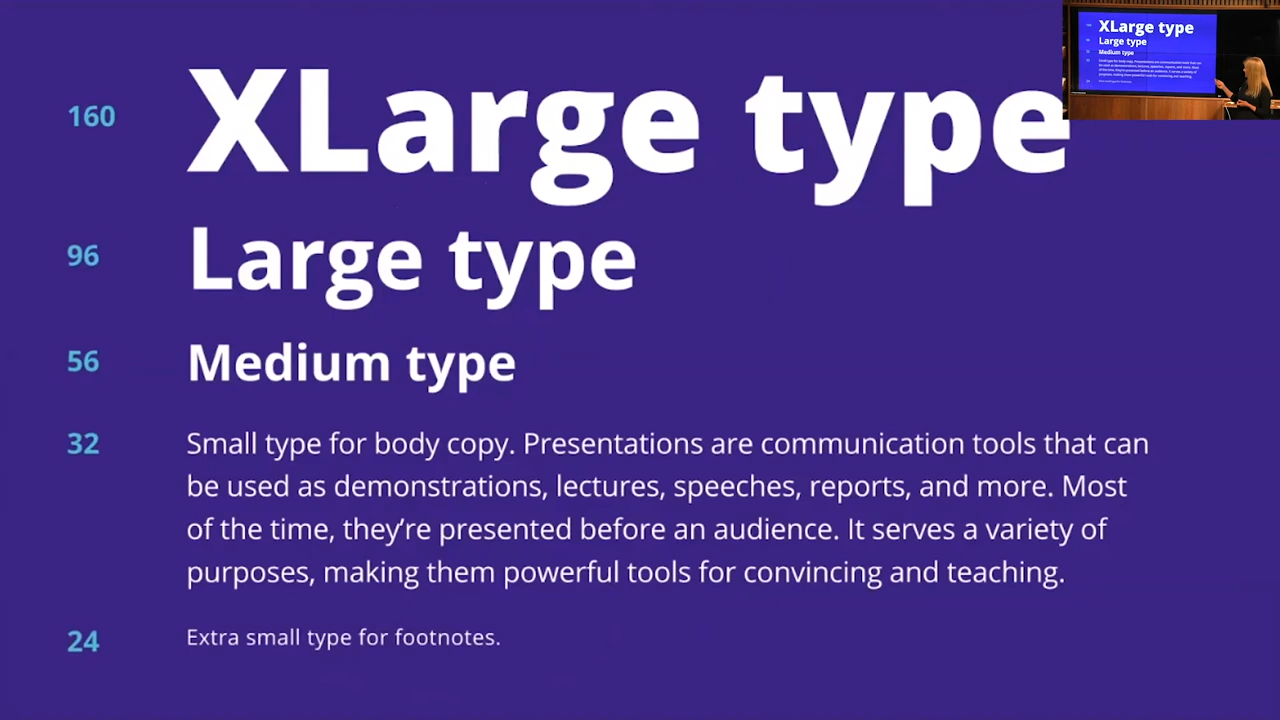 160 XLarge type
96 Large type
56 Medium type
32 Small type for body copy. Presentations are communication tools that can
be used as demonstrations, lectures, speeches, reports, and more. Most
of the time, they’re presented before an audience. It serves a variety of
purposes, making them powerful tools for convincing and teaching.
24 Extra small type for footnotes.
XLarge type
Large type
Medium type